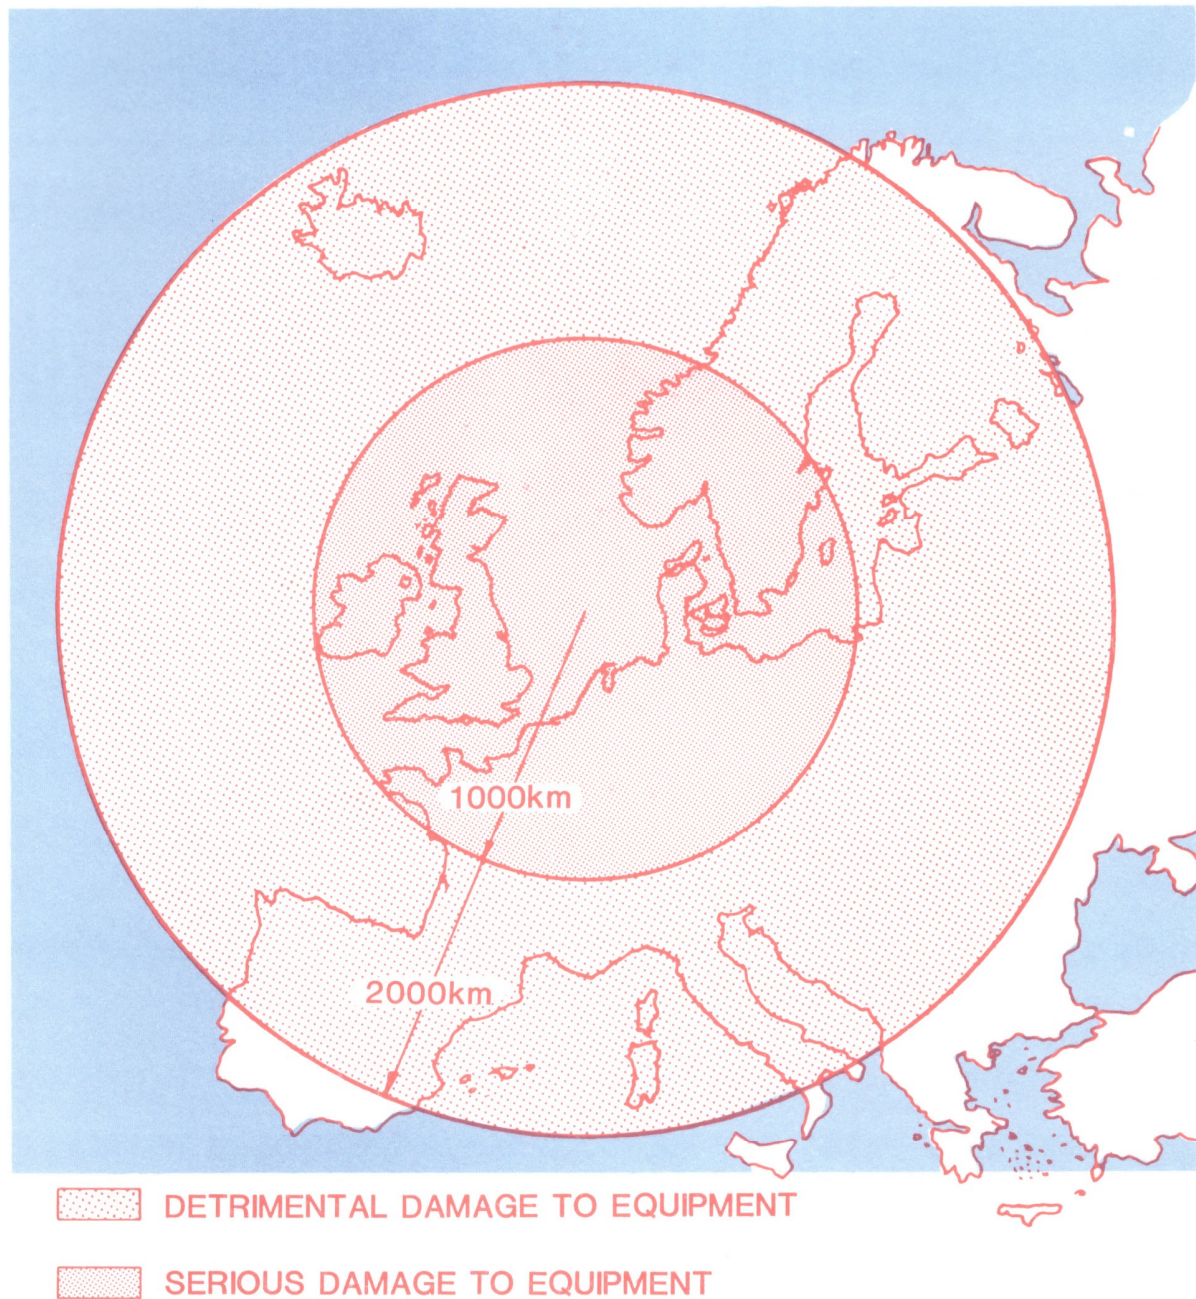 1000km
2000km
DETRIMENTAL DAMAGE TO EQUIPMENT
SERIOUS DAMAGE TO EQUIPMENT